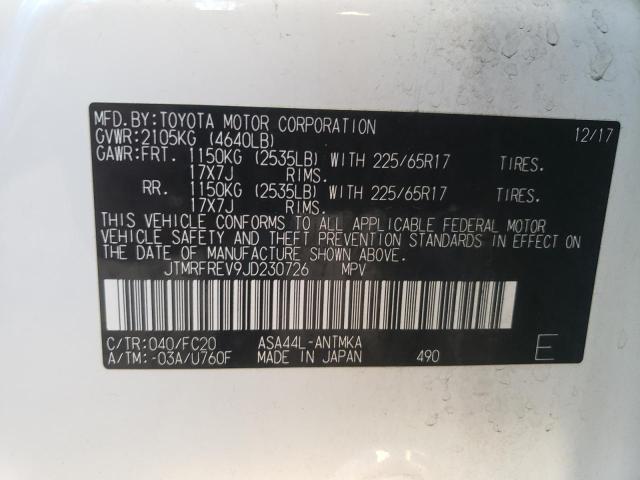 MFD.BY:TOYOTA MOTOR CORPORATION 12/17
GVWR:2105KG (4640LB)
GAWR:FRT. 1150KG (2535LB) WITH 225/65R17 TIRES.
17X7J RIMS.
RR. 1150KG (2535LB) WITH 225/65R17 TIRES.
17X7J RIMS.
THIS VEHICLE CONFORMS TO ALL APPLICABLE FEDERAL MOTOR
VEHICLE SAFETY AND THEFT PREVENTION STANDARDS IN EFFECT ON
THE DATE OF MANUFACTURE SHOWN ABOVE.
JTMRFREV9JD230726 MPV
C/TR:040/FC20 ASA44L-ANTMKA
A/TM:-03A/U760F MADE IN JAPAN 490 E